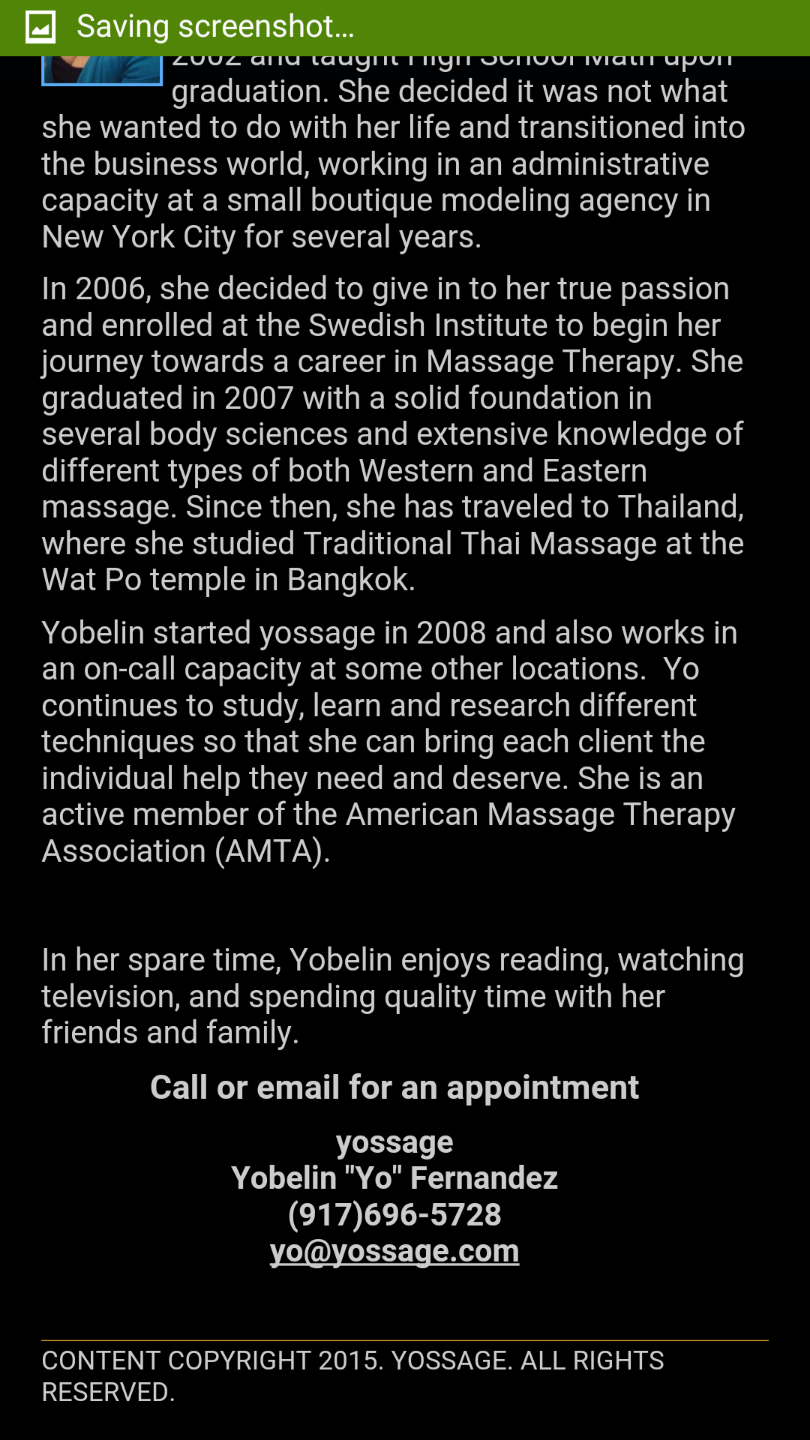 Saving screenshot...
2002 and taught High School Math upon
graduation. She decided it was not what
she wanted to do with her life and transitioned into
the business world, working in an administrative
capacity at a small boutique modeling agency in
New York City for several years.
In 2006, she decided to give in to her true passion
and enrolled at the Swedish Institute to begin her
journey towards a career in Massage Therapy. She
graduated in 2007 with a solid foundation in
several body sciences and extensive knowledge of
different types of both Western and Eastern
massage. Since then, she has traveled to Thailand,
where she studied Traditional Thai Massage at the
Wat Po temple in Bangkok.
Yobelin started yossage in 2008 and also works in
an on-call capacity at some other locations.  Yo
continues to study, learn and research different
techniques so that she can bring each client the
individual help they need and deserve. She is an
active member of the American Massage Therapy
Association (AMTA).
In her spare time, Yobelin enjoys reading, watching
television, and spending quality time with her
friends and family.
Call or email for an appointment
yossage
Yobelin "Yo" Fernandez
(917)696-5728
yo@yossage.com
CONTENT COPYRIGHT 2015. YOSSAGE. ALL RIGHTS
RESERVED.